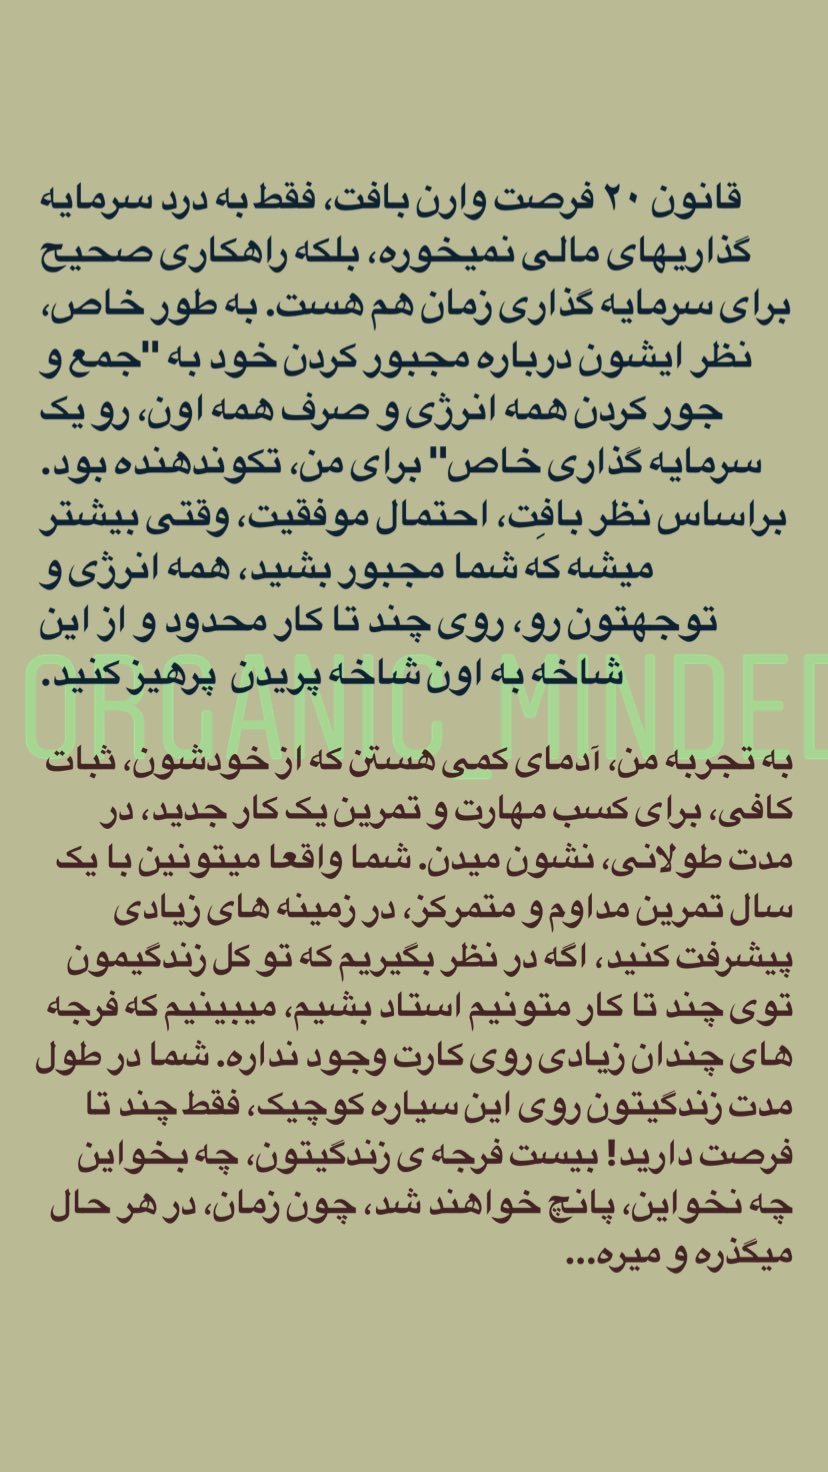 قانون ۲۰ فرصت وارن بافت، فقط به درد سرمایه
گذاریهای مالی نمیخوره، بلکه راهکاری صحیح
برای سرمایه گذاری زمان هم هست. به طور خاص،
نظر ایشون درباره مجبور کردن خود به "جمع و
جور کردن همه انرژی و صرف همه اون، رو یک
سرمایه گذاری خاص" برای من، تکوندهنده بود.
براساس نظر بافِت، احتمال موفقیت، وقتی بیشتر
میشه که شما مجبور بشید، همه انرژی و
توجهتون رو، روی چند تا کار محدود و از این
شاخه به اون شاخه پریدن پرهیز کنید.
ORGANIC_MINDED
به تجربه من، آدمای کمی هستن که از خودشون، ثبات
کافی، برای کسب مهارت و تمرین یک کار جدید، در
مدت طولانی، نشون میدن. شما واقعا میتونین با یک
سال تمرین مداوم و متمرکز، در زمینه های زیادی
پیشرفت کنید، اگه در نظر بگیریم که تو کل زندگیمون
توی چند تا کار متونیم استاد بشیم، میبینیم که فرجه
های چندان زیادی روی کارت وجود نداره. شما در طول
مدت زندگیتون روی این سیاره کوچیک، فقط چند تا
فرصت دارید! بیست فرجه ی زندگیتون، چه بخواین
چه نخواین، پانچ خواهند شد، چون زمان، در هر حال
میگذره و میره...